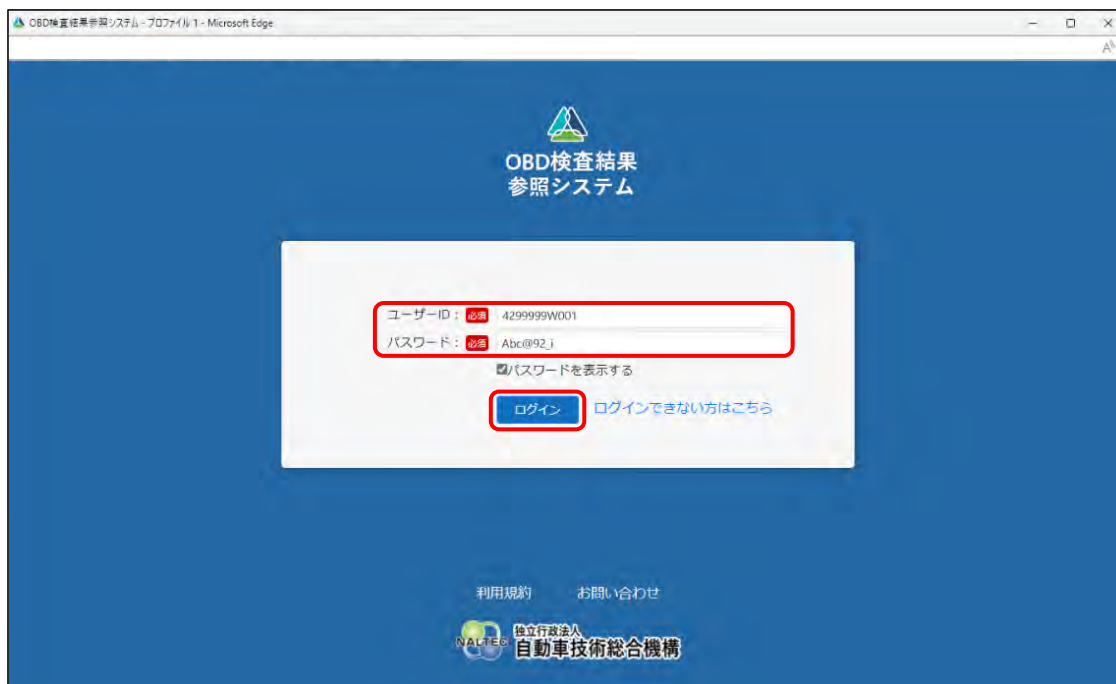 OBD検査結果参照システム - プロファイル 1 - Microsoft Edge
OBD検査結果
参照システム
ユーザーID： 必須 4299999W001
パスワード： 必須 Abc@92_i
パスワードを表示する
ログイン ログインできない方はこちら
利用規約 お問い合わせ
NALTEC 独立行政法人
自動車技術総合機構